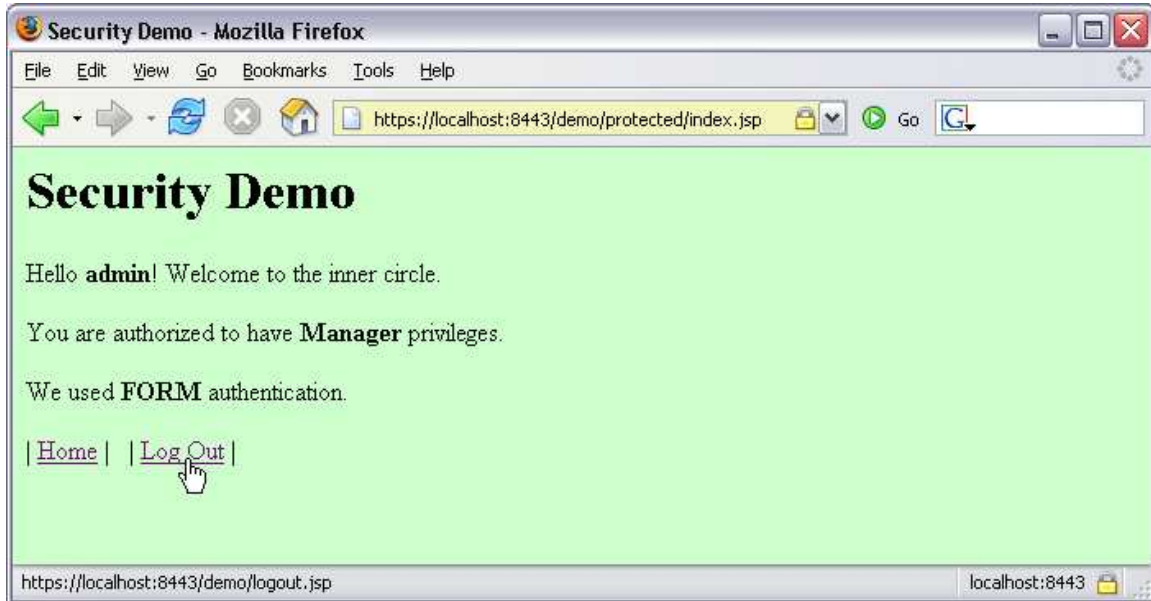 Security Demo - Mozilla Firefox
File Edit View Go Bookmarks Tools Help
https://localhost:8443/demo/protected/index.jsp Go G
Security Demo
Hello admin! Welcome to the inner circle.
You are authorized to have Manager privileges.
We used FORM authentication.
| Home | | Log Out |
https://localhost:8443/demo/logout.jsp localhost:8443